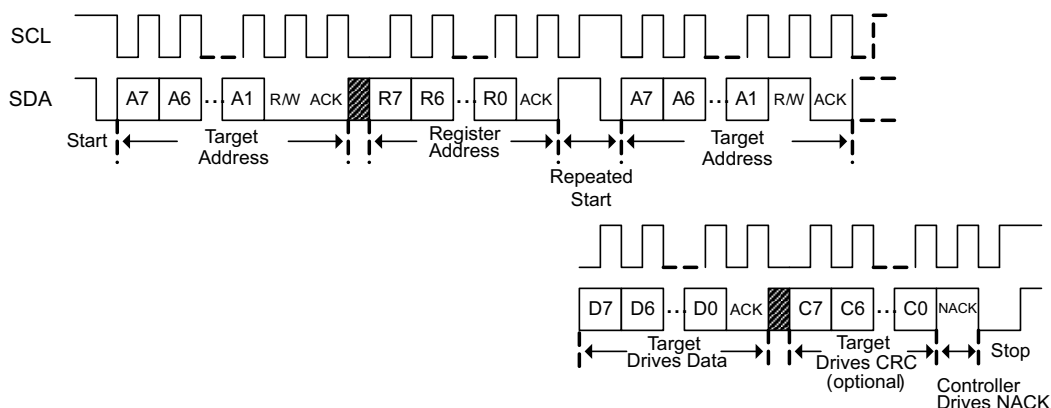 SCL
SDA
A7 A6 ... A1 R/W ACK R7 R6 ... R0 ACK A7 A6 ... A1 R/W ACK
Start
Target
Address
Register
Address
Repeated
Start
Target
Address
D7 D6 ... D0 ACK C7 C6 ... C0 NACK
Target
Drives Data
Target
Drives CRC
(optional)
Stop
Controller
Drives NACK